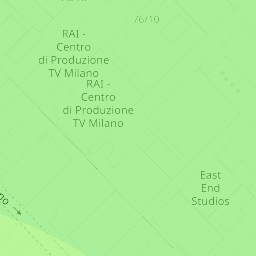 76/10
RAI -
Centro
di Produzione
TV Milano
RAI -
Centro
di Produzione
TV Milano
East
End
Studios